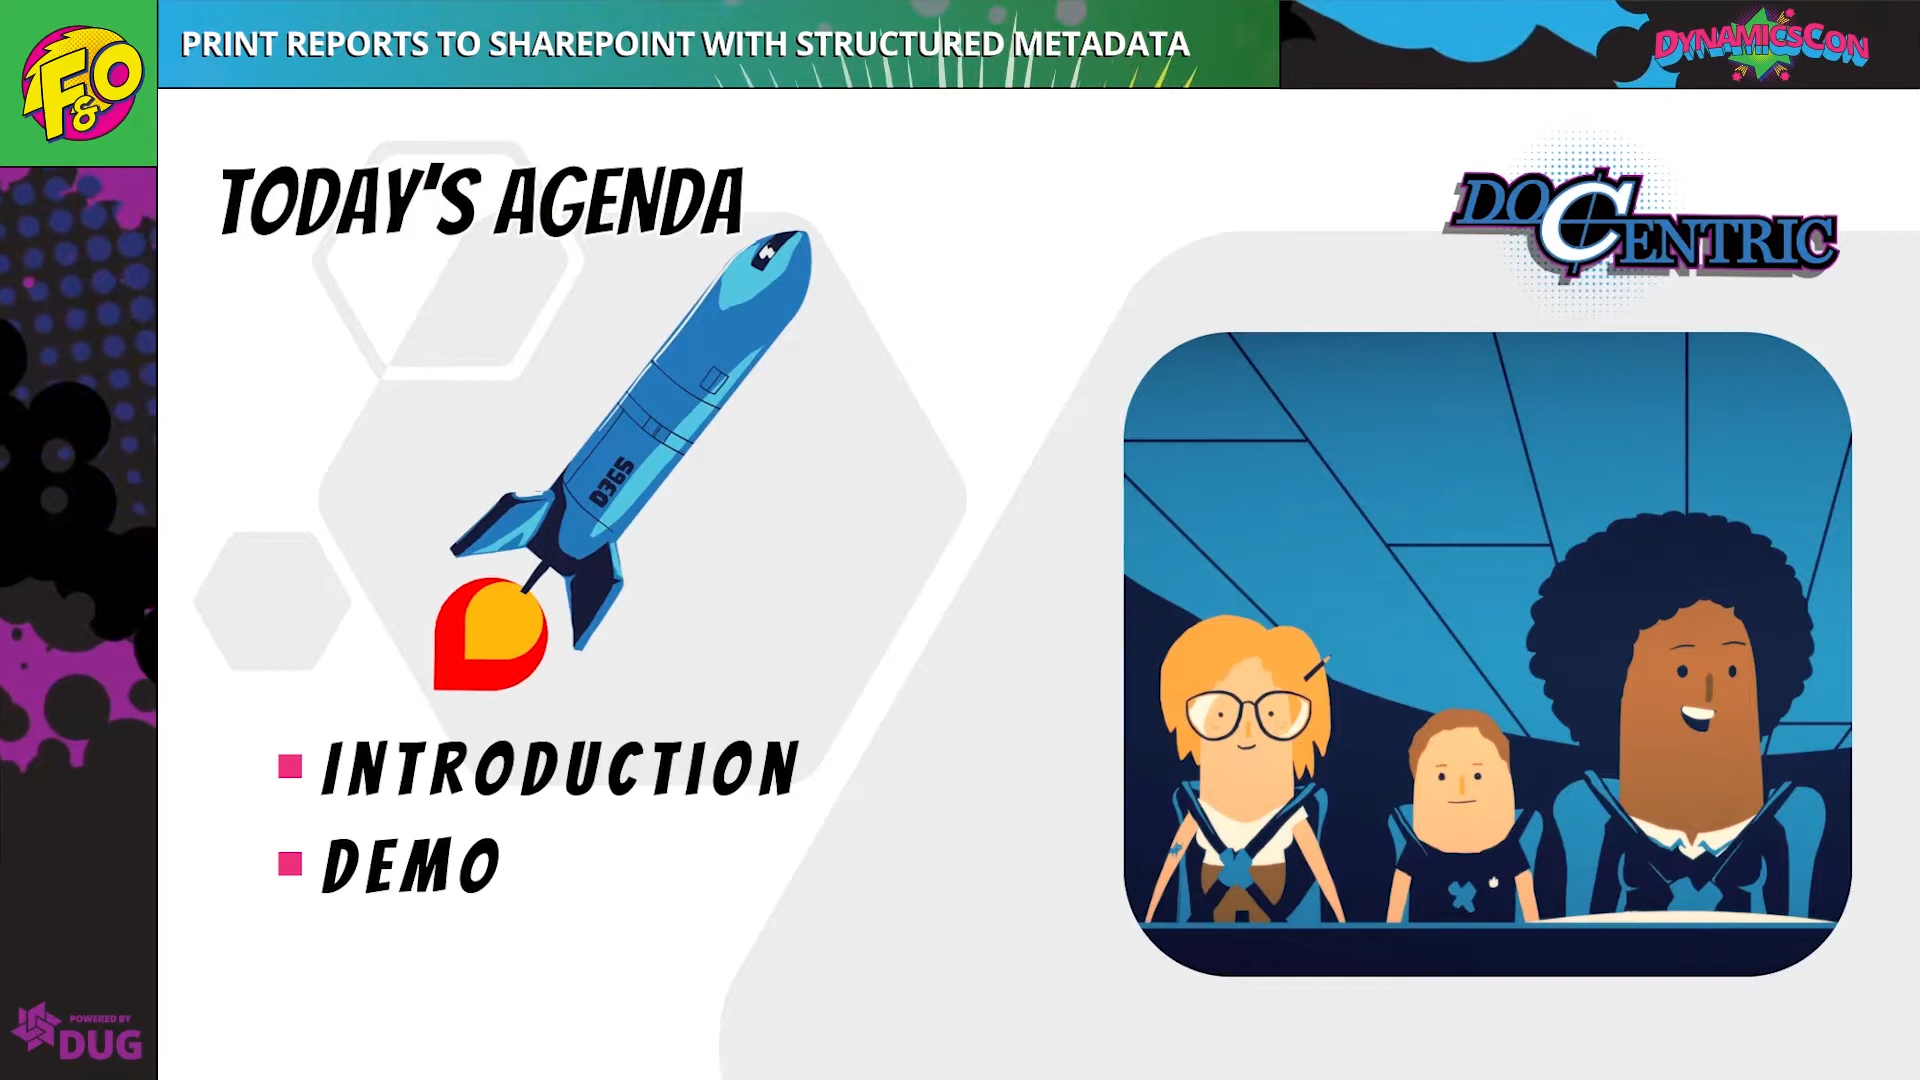 F&O
PRINT REPORTS TO SHAREPOINT WITH STRUCTURED METADATA
DYNAMICSCON
TODAY'S AGENDA
DOCENTRIC
D365
INTRODUCTION
DEMO
POWERED BY
DUG